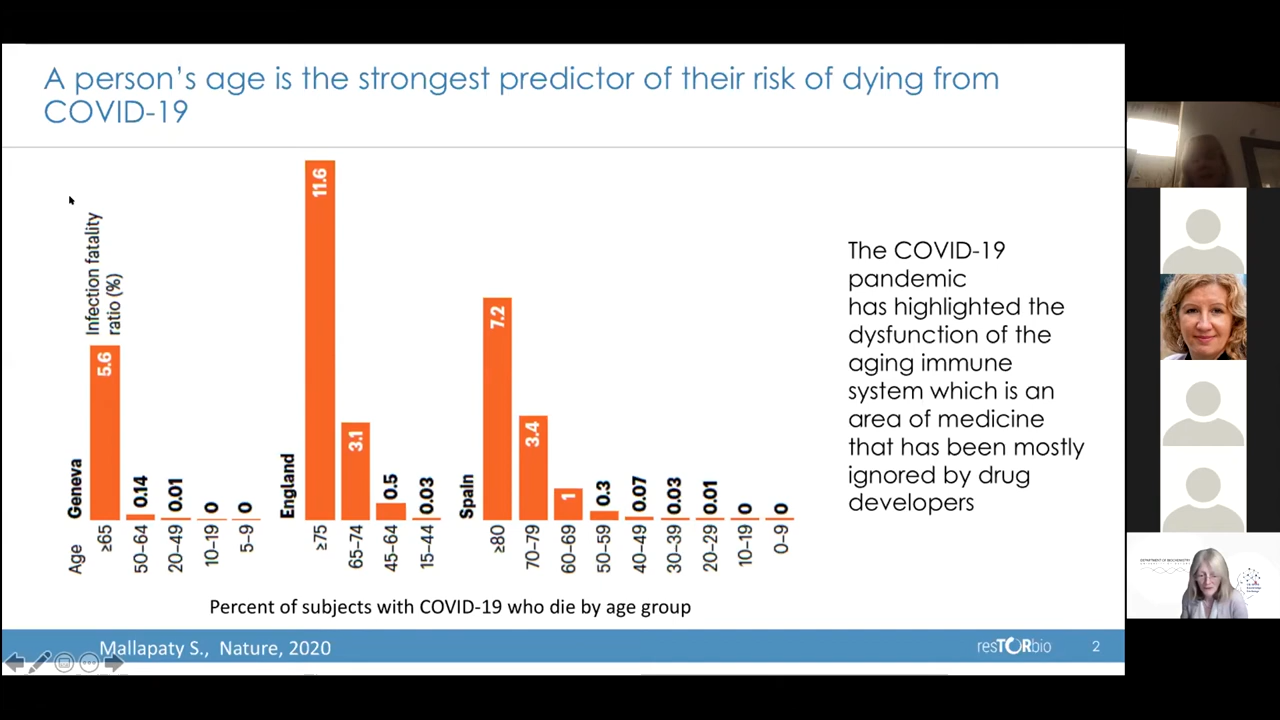 A person's age is the strongest predictor of their risk of dying from
COVID-19
Infection fatality
ratio (%)
Geneva
5.6
0.14
0.01
0
0
Age
≥65
50–64
20–49
10–19
5–9
England
11.6
3.1
0.5
0.03
≥75
65–74
45–64
15–44
Spain
7.2
3.4
1
0.3
0.07
0.03
0.01
0
0
≥80
70–79
60–69
50–59
40–49
30–39
20–29
10–19
0–9
The COVID-19
pandemic
has highlighted the
dysfunction of the
aging immune
system which is an
area of medicine
that has been mostly
ignored by drug
developers
Percent of subjects with COVID-19 who die by age group
Mallapaty S., Nature, 2020
resTORbio
2
DEPARTMENT OF BIOCHEMISTRY